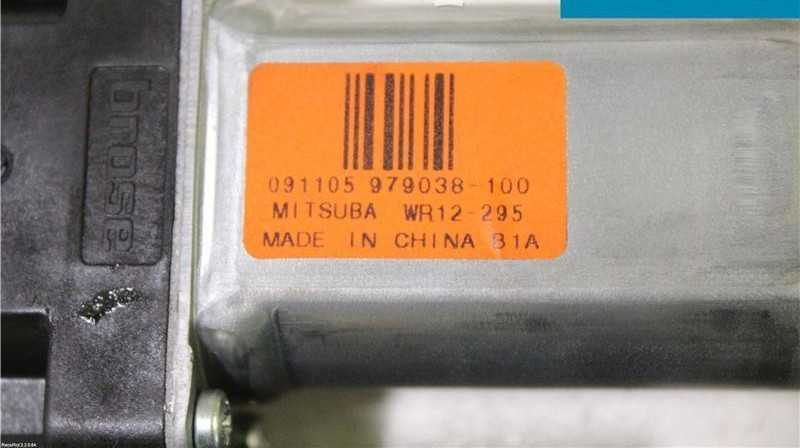 brose
091105 979038-100
MITSUBA WR12-295
MADE IN CHINA B1A